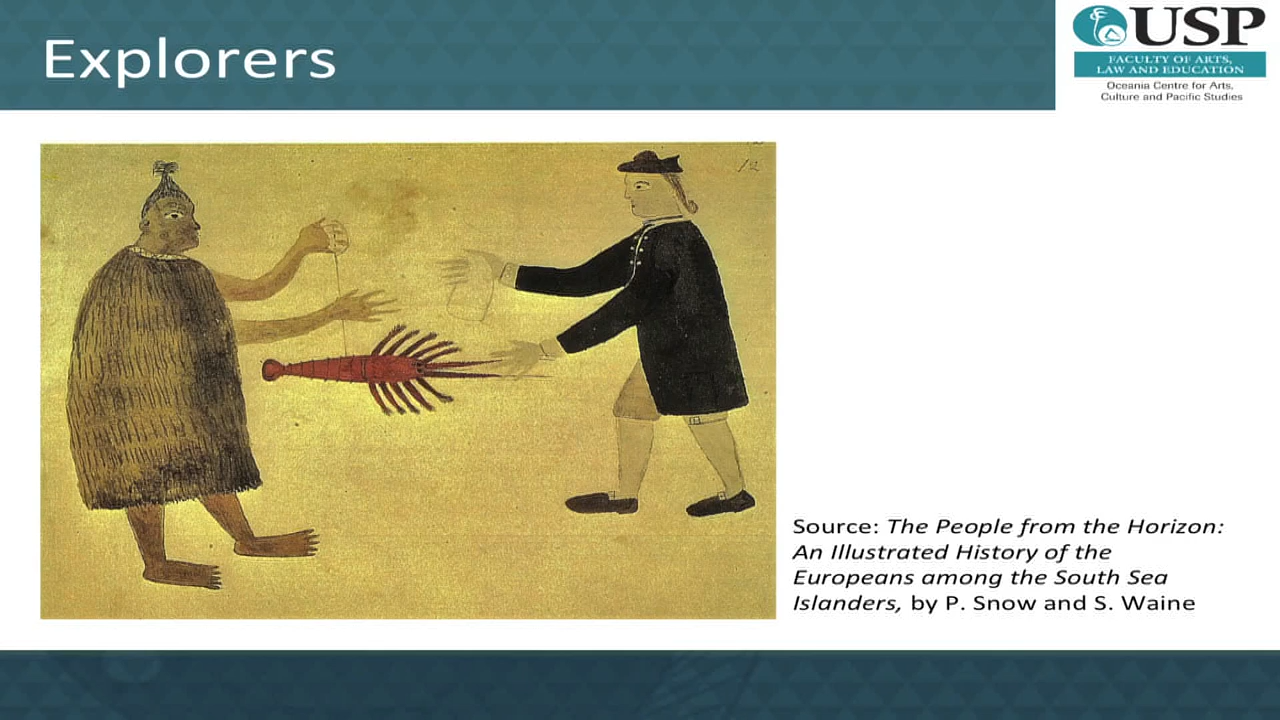 Explorers
USP
FACULTY OF ARTS,
LAW AND EDUCATION
Oceania Centre for Arts,
Culture and Pacific Studies
12
Source: The People from the Horizon:
An Illustrated History of the
Europeans among the South Sea
Islanders, by P. Snow and S. Waine